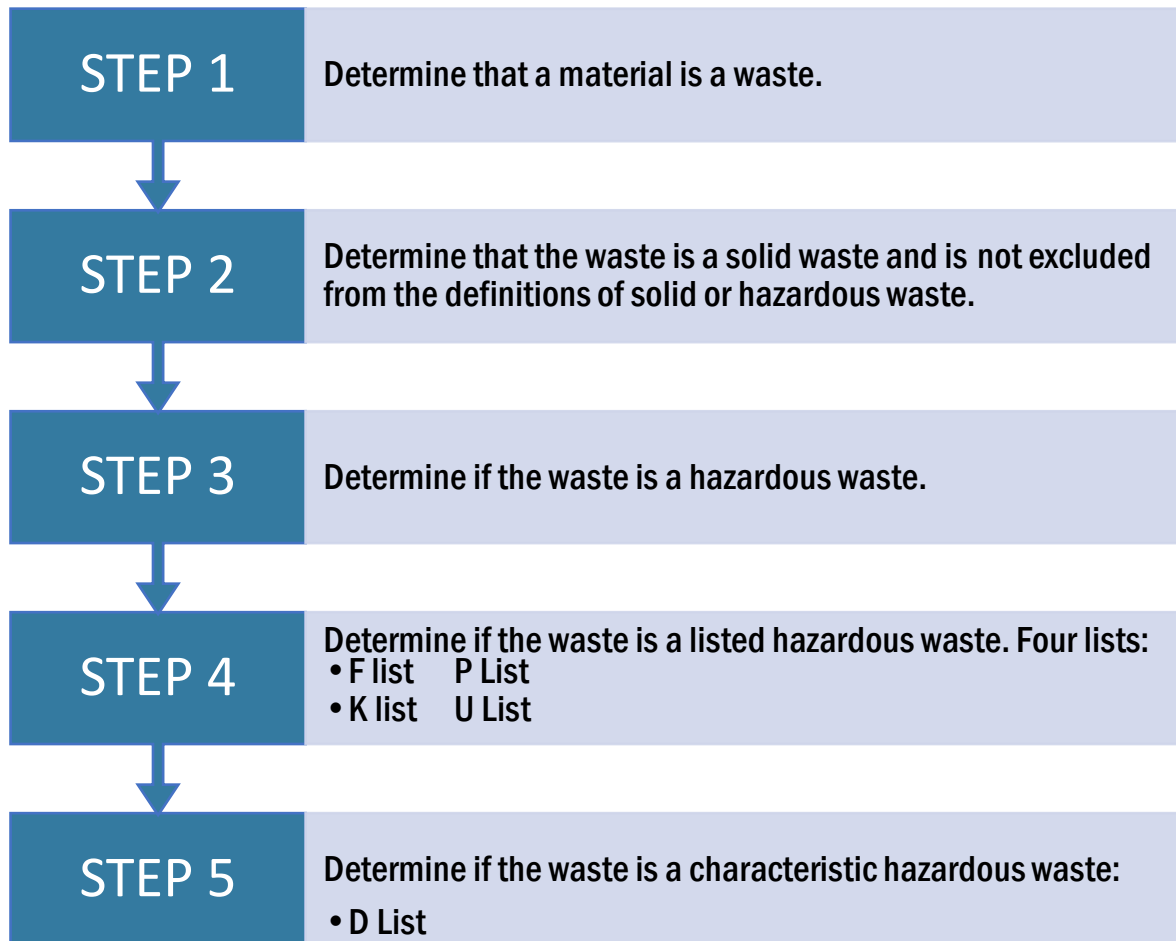 STEP 1
Determine that a material is a waste.
STEP 2
Determine that the waste is a solid waste and is not excluded
from the definitions of solid or hazardous waste.
STEP 3
Determine if the waste is a hazardous waste.
STEP 4
Determine if the waste is a listed hazardous waste. Four lists:
• F list P List
• K list U List
STEP 5
Determine if the waste is a characteristic hazardous waste:
• D List